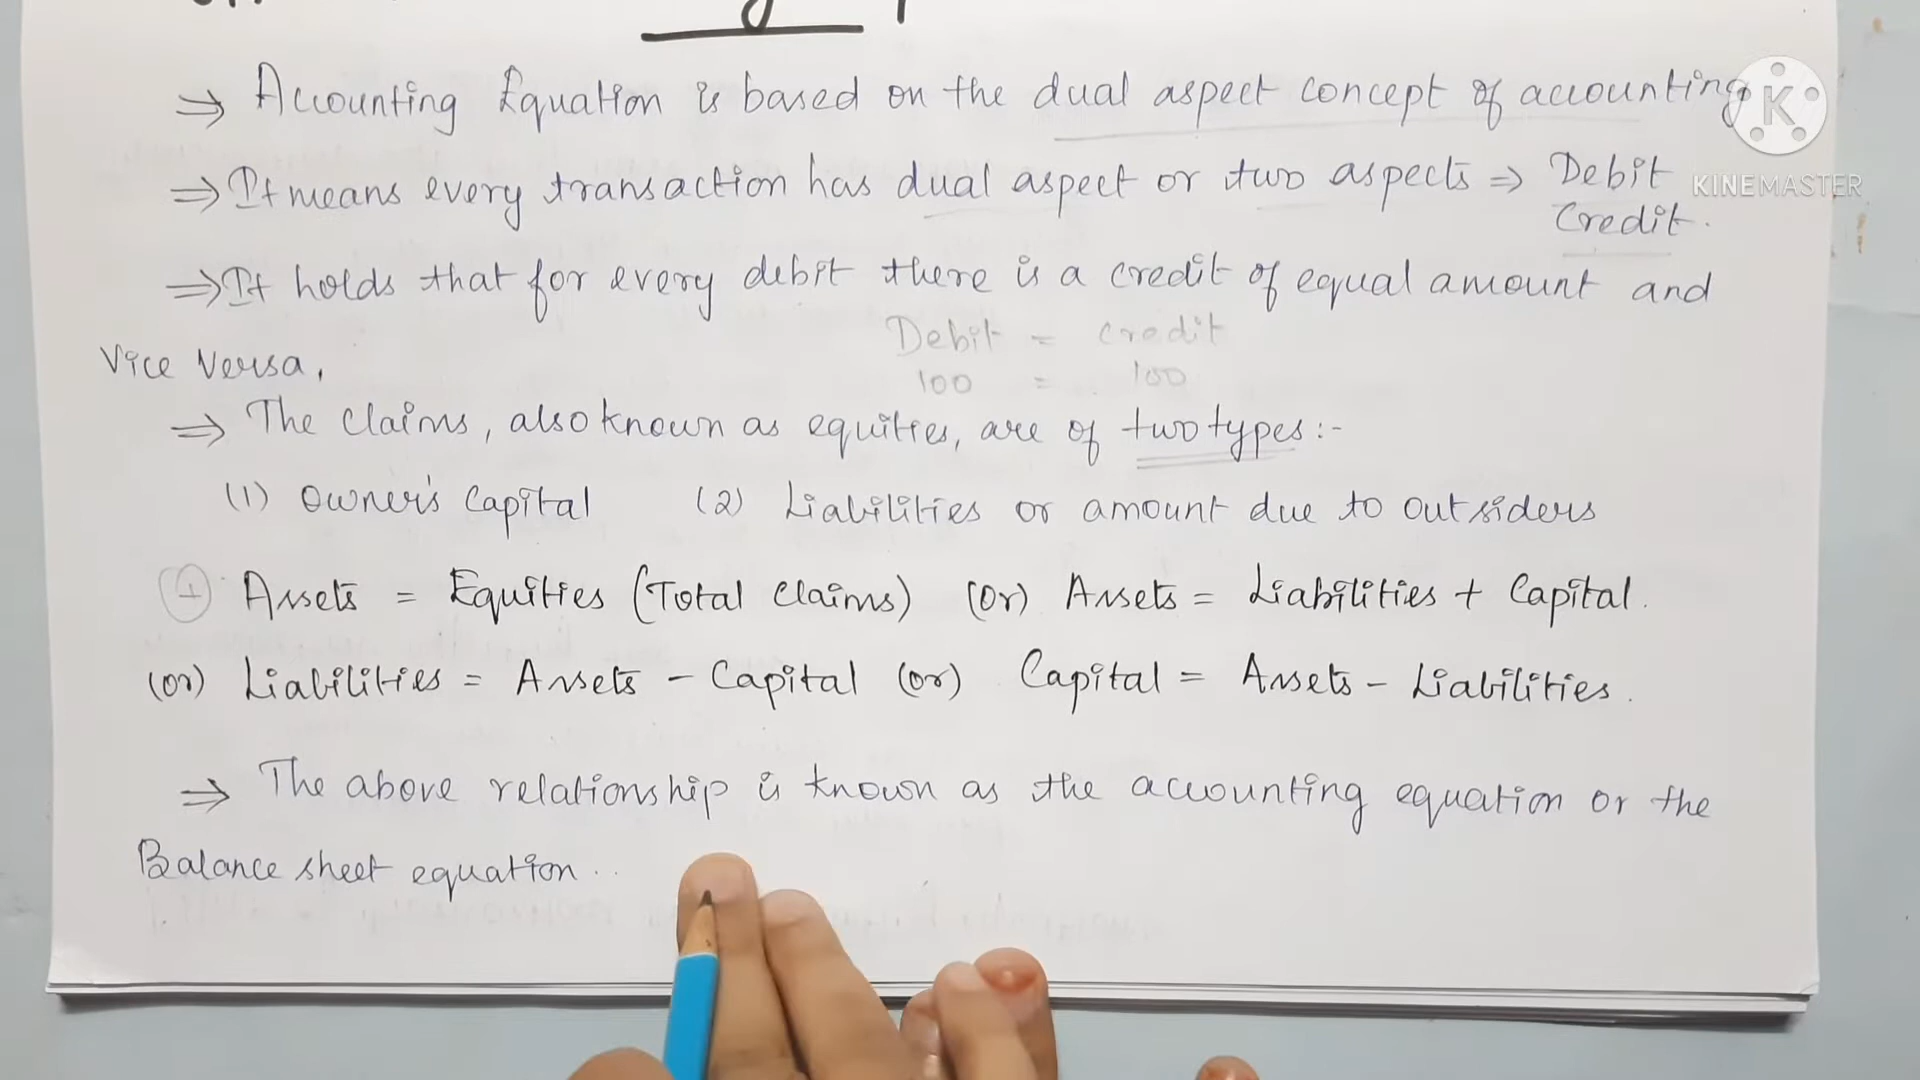 ⇒ Accounting Equation is based on the dual aspect concept of accounting
⇒ It means every transaction has dual aspect or two aspects ⇒ Debit
Credit.
⇒ It holds that for every debit there is a credit of equal amount and
Debit = credit
Vice Versa,
100 = 100
⇒ The Claims, also known as equities, are of two types :-
(1) Owner's Capital (2) Liabilities or amount due to outsiders
Assets = Equities (Total Claims) (or) Assets = Liabilities + Capital.
(or) Liabilities = Assets - Capital (or) Capital = Assets - Liabilities.
⇒ The above relationship is known as the accounting equation or the
Balance sheet equation..
K
KINEMASTER